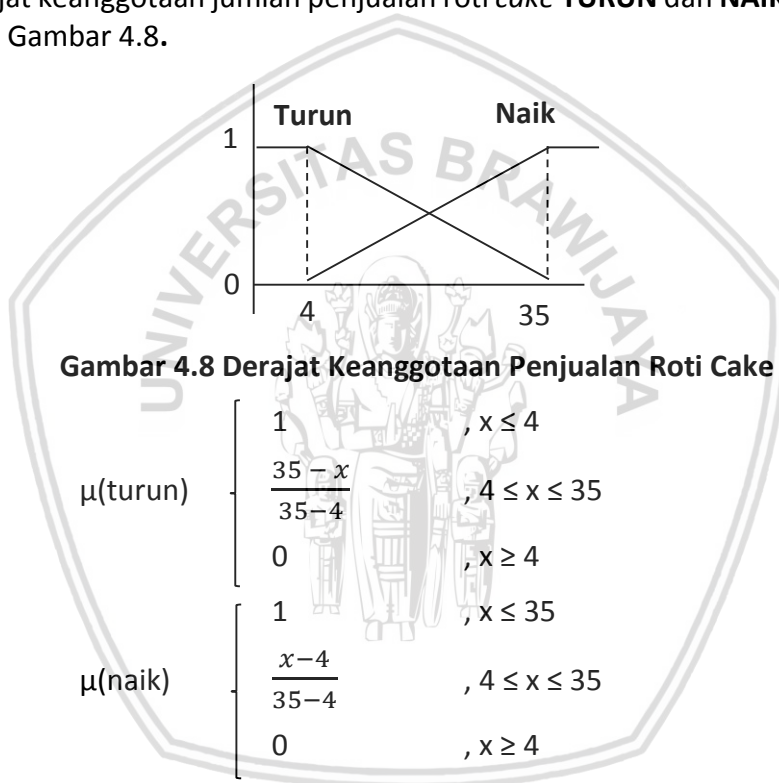 jat keanggotaan jumlah penjualan roti cake TURUN dan NAIK
Gambar 4.8.
Turun Naik
1
0
4 35
UNIVERSITAS BRAWIJAYA
Gambar 4.8 Derajat Keanggotaan Penjualan Roti Cake
1 , x ≤ 4
μ(turun) (35 − x)/(35−4) , 4 ≤ x ≤ 35
0 , x ≥ 4
1 , x ≤ 35
μ(naik) (x−4)/(35−4) , 4 ≤ x ≤ 35
0 , x ≥ 4